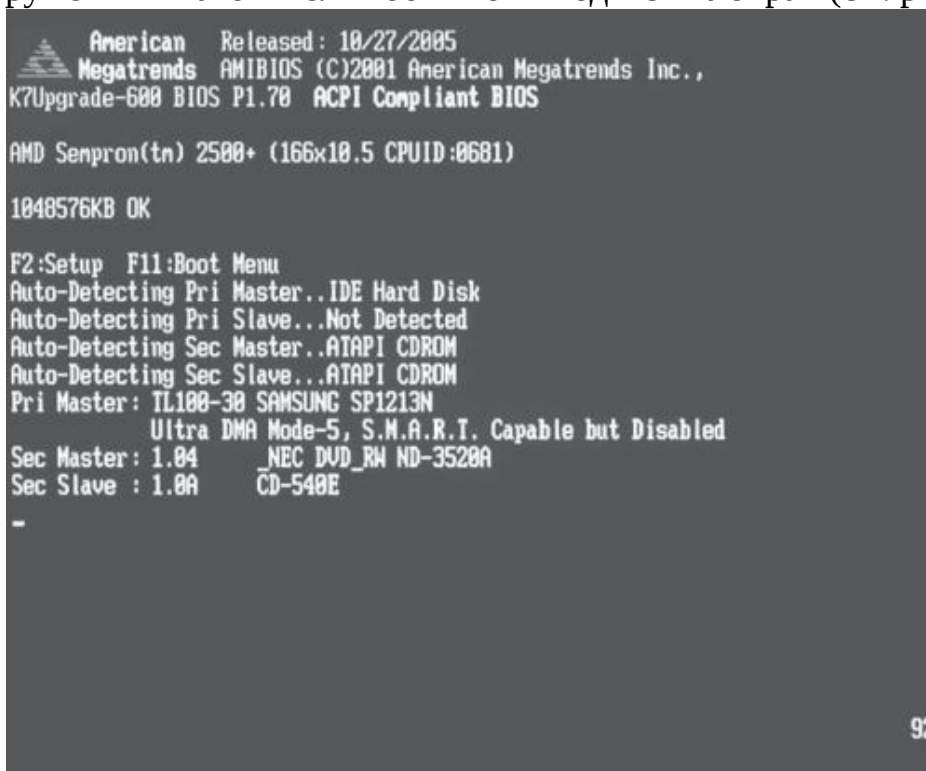 American Released: 10/27/2005
Megatrends AMIBIOS (C)2001 American Megatrends Inc.,
K7Upgrade-600 BIOS P1.70 ACPI Compliant BIOS
AMD Sempron(tm) 2500+ (166x10.5 CPUID:0681)
1048576KB OK
F2:Setup F11:Boot Menu
Auto-Detecting Pri Master..IDE Hard Disk
Auto-Detecting Pri Slave...Not Detected
Auto-Detecting Sec Master..ATAPI CDROM
Auto-Detecting Sec Slave...ATAPI CDROM
Pri Master: TL100-30 SAMSUNG SP1213N
Ultra DMA Mode-5, S.M.A.R.T. Capable but Disabled
Sec Master: 1.04 _NEC DVD_RW ND-3520A
Sec Slave : 1.0A CD-540E
92